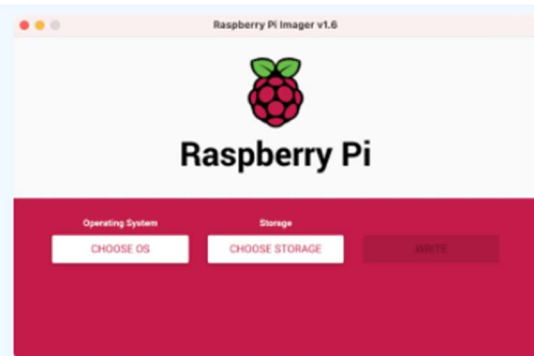 Raspberry Pi Imager v1.6
Raspberry Pi
Operating System Storage
CHOOSE OS CHOOSE STORAGE WRITE